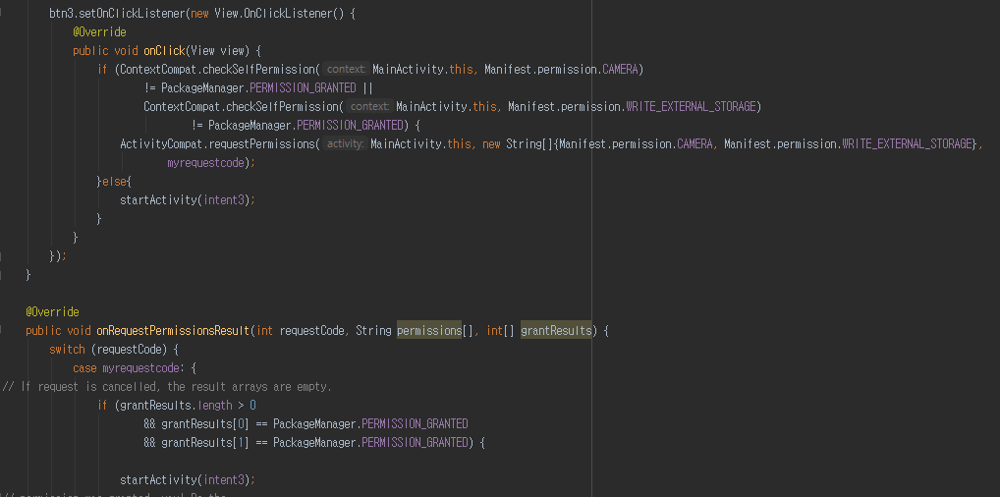 btn3.setOnClickListener(new View.OnClickListener() {
@Override
public void onClick(View view) {
if (ContextCompat.checkSelfPermission( context: MainActivity.this, Manifest.permission.CAMERA)
!= PackageManager.PERMISSION_GRANTED ||
ContextCompat.checkSelfPermission( context: MainActivity.this, Manifest.permission.WRITE_EXTERNAL_STORAGE)
!= PackageManager.PERMISSION_GRANTED) {
ActivityCompat.requestPermissions( activity: MainActivity.this, new String[]{Manifest.permission.CAMERA, Manifest.permission.WRITE_EXTERNAL_STORAGE},
myrequestcode);
}else{
startActivity(intent3);
}
}
});
}
@Override
public void onRequestPermissionsResult(int requestCode, String permissions[], int[] grantResults) {
switch (requestCode) {
case myrequestcode: {
// If request is cancelled, the result arrays are empty.
if (grantResults.length > 0
&& grantResults[0] == PackageManager.PERMISSION_GRANTED
&& grantResults[1] == PackageManager.PERMISSION_GRANTED) {
startActivity(intent3);